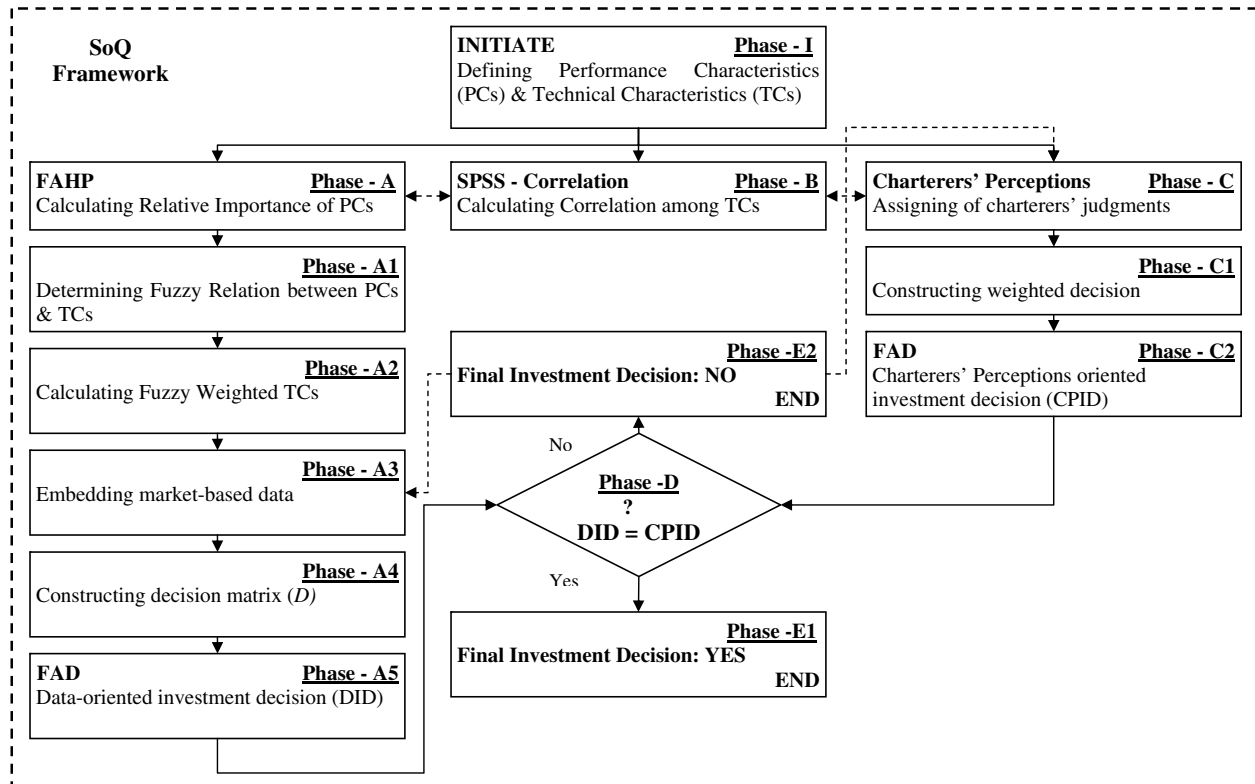 SoQ
Framework
INITIATE Phase - I
Defining Performance Characteristics
(PCs) & Technical Characteristics (TCs)
FAHP Phase - A
Calculating Relative Importance of PCs
SPSS - Correlation Phase - B
Calculating Correlation among TCs
Charterers' Perceptions Phase - C
Assigning of charterers' judgments
Phase - A1
Determining Fuzzy Relation between PCs
& TCs
Phase - C1
Constructing weighted decision
Phase - A2
Calculating Fuzzy Weighted TCs
Phase -E2
Final Investment Decision: NO
END
FAD Phase - C2
Charterers' Perceptions oriented
investment decision (CPID)
No
Phase - A3
Embedding market-based data
Phase -D
?
DID = CPID
Yes
Phase - A4
Constructing decision matrix (D)
Phase -E1
Final Investment Decision: YES
END
FAD Phase - A5
Data-oriented investment decision (DID)